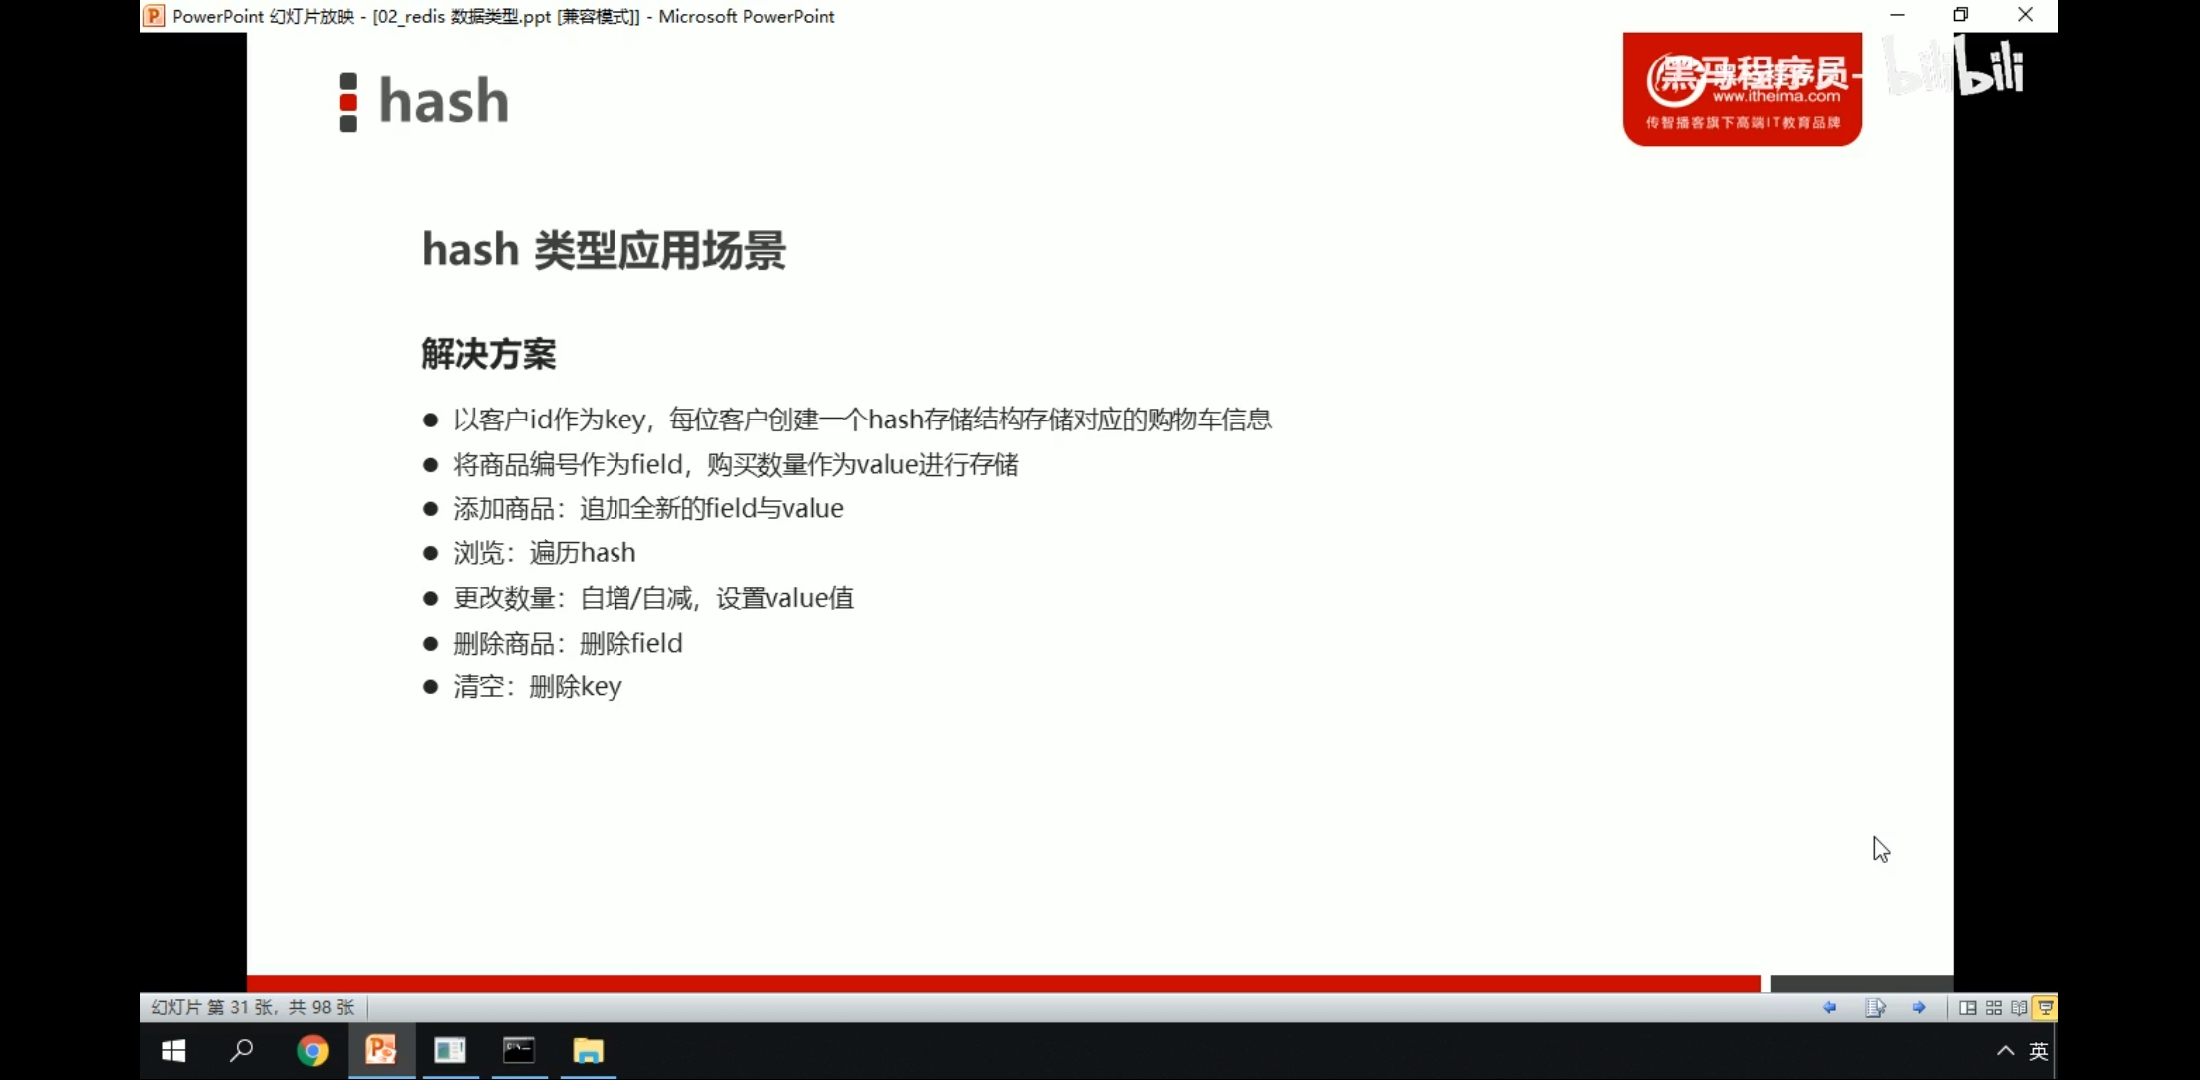 PowerPoint 幻灯片放映 - [02_redis 数据类型.ppt [兼容模式]] - Microsoft PowerPoint
hash
黑马程序员-
bilibili
www.itheima.com
传智播客旗下高端IT教育品牌
hash 类型应用场景
解决方案
● 以客户id作为key，每位客户创建一个hash存储结构存储对应的购物车信息
● 将商品编号作为field，购买数量作为value进行存储
● 添加商品：追加全新的field与value
● 浏览：遍历hash
● 更改数量：自增/自减，设置value值
● 删除商品：删除field
● 清空：删除key
幻灯片 第 31 张，共 98 张
英